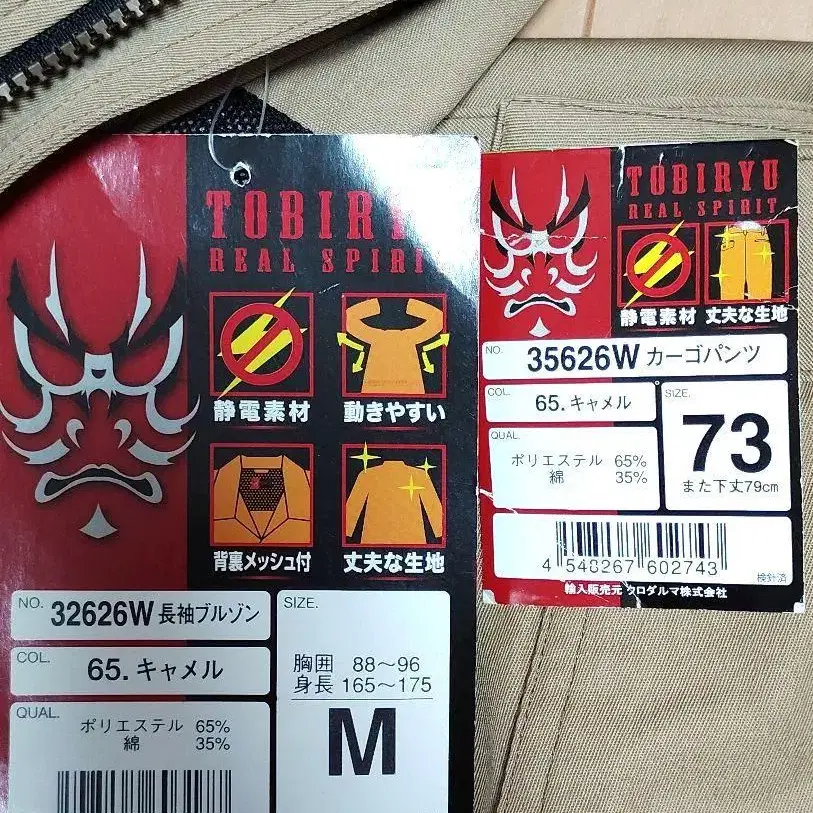 TOBIRYU
REAL SPIRIT
静電素材
動きやすい
背裏メッシュ付
丈夫な生地
NO. 32626W 長袖ブルゾン
COL. 65. キャメル
QUAL.
ポリエステル 65%
綿 35%
SIZE.
胸囲 88～96
身長 165～175
M
TOBIRYU
REAL SPIRIT
静電素材 丈夫な生地
NO. 35626W カーゴパンツ
COL. 65. キャメル
QUAL.
ポリエステル 65%
綿 35%
SIZE.
73
また下丈79cm
4 548267 602743
検針済
輸入販売元 クロダルマ株式会社